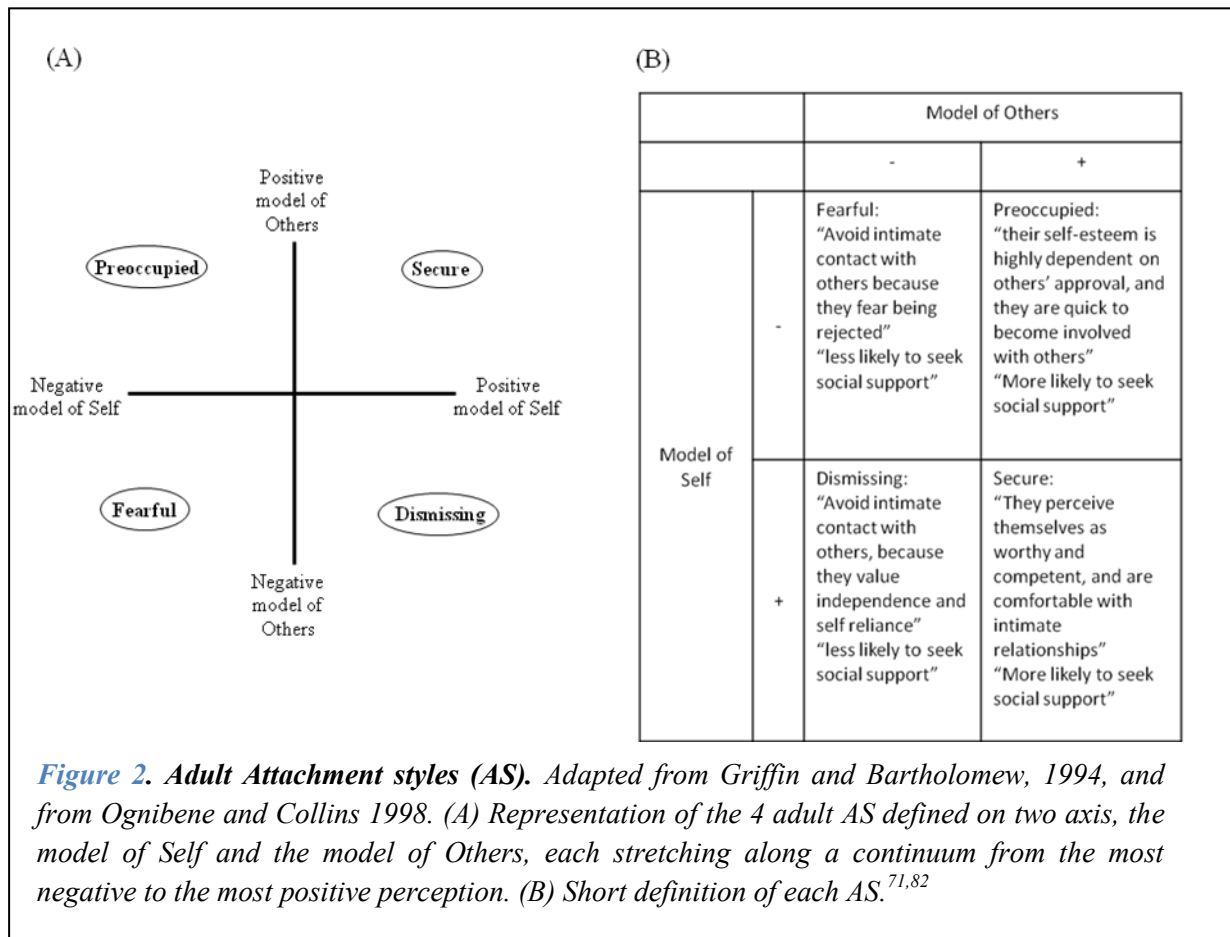 (A)
Positive
model of
Others
Preoccupied
Secure
Negative
model of Self
Positive
model of Self
Fearful
Dismissing
Negative
model of
Others
(B)
Model of Others
-
+
Model of
Self
-
Fearful:
“Avoid intimate
contact with
others because
they fear being
rejected”
“less likely to seek
social support”
Preoccupied:
“their self-esteem is
highly dependent on
others’ approval, and
they are quick to
become involved
with others”
“More likely to seek
social support”
+
Dismissing:
“Avoid intimate
contact with
others, because
they value
independence and
self reliance”
“less likely to seek
social support”
Secure:
“They perceive
themselves as
worthy and
competent, and are
comfortable with
intimate
relationships”
“More likely to seek
social support”
Figure 2. Adult Attachment styles (AS). Adapted from Griffin and Bartholomew, 1994, and
from Ognibene and Collins 1998. (A) Representation of the 4 adult AS defined on two axis, the
model of Self and the model of Others, each stretching along a continuum from the most
negative to the most positive perception. (B) Short definition of each AS.71,82